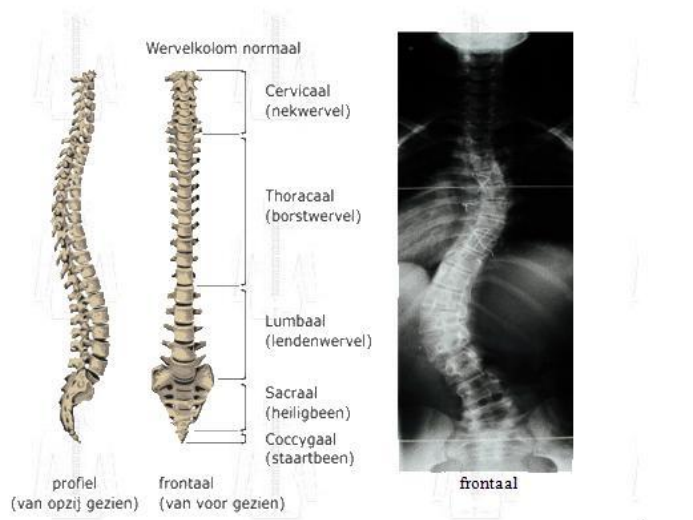 Wervelkolom normaal
Cervicaal
(nekwervel)
Thoracaal
(borstwervel)
Lumbaal
(lendenwervel)
Sacraal
(heiligbeen)
Coccygaal
(staartbeen)
profiel
(van opzij gezien)
frontaal
(van voor gezien)
frontaal